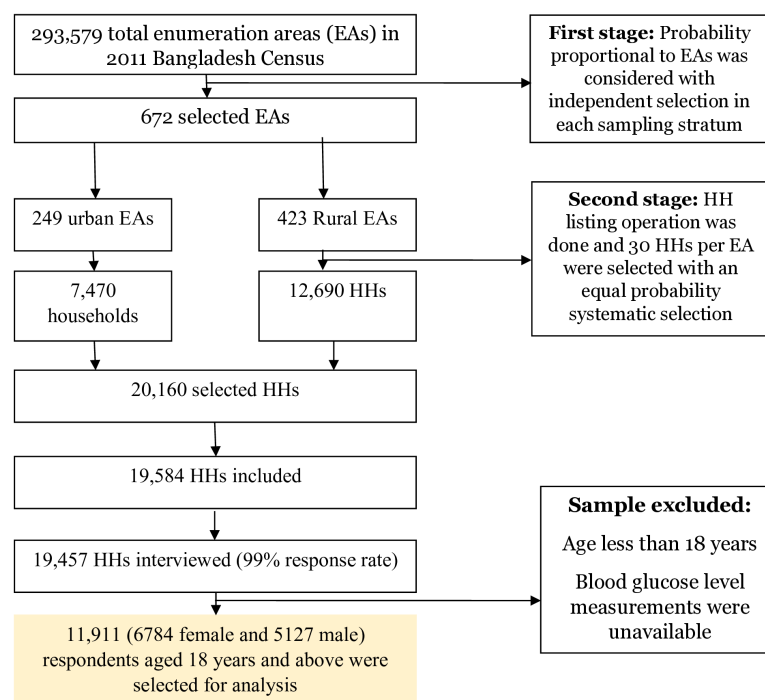 293,579 total enumeration areas (EAs) in
2011 Bangladesh Census
First stage: Probability
proportional to EAs was
considered with
independent selection in
each sampling stratum
672 selected EAs
249 urban EAs
423 Rural EAs
Second stage: HH
listing operation was
done and 30 HHs per EA
were selected with an
equal probability
systematic selection
7,470
households
12,690 HHs
20,160 selected HHs
19,584 HHs included
19,457 HHs interviewed (99% response rate)
Sample excluded:
Age less than 18 years
Blood glucose level
measurements were
unavailable
11,911 (6784 female and 5127 male)
respondents aged 18 years and above were
selected for analysis